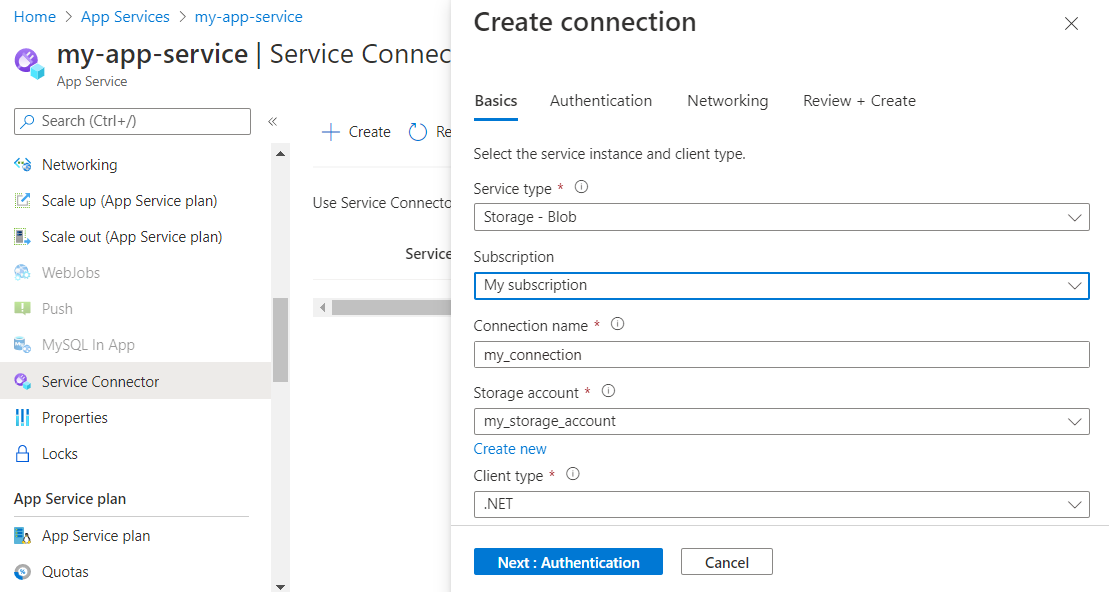 Home > App Services > my-app-service
my-app-service | Service Connec
App Service
Search (Ctrl+/)
«
Networking
Scale up (App Service plan)
Scale out (App Service plan)
WebJobs
Push
MySQL In App
Service Connector
Properties
Locks
App Service plan
App Service plan
Quotas
Create
Re
Use Service Connecto
Service
Create connection
Basics Authentication Networking Review + Create
Select the service instance and client type.
Service type *
Storage - Blob
Subscription
My subscription
Connection name *
my_connection
Storage account *
my_storage_account
Create new
Client type *
.NET
Next : Authentication Cancel